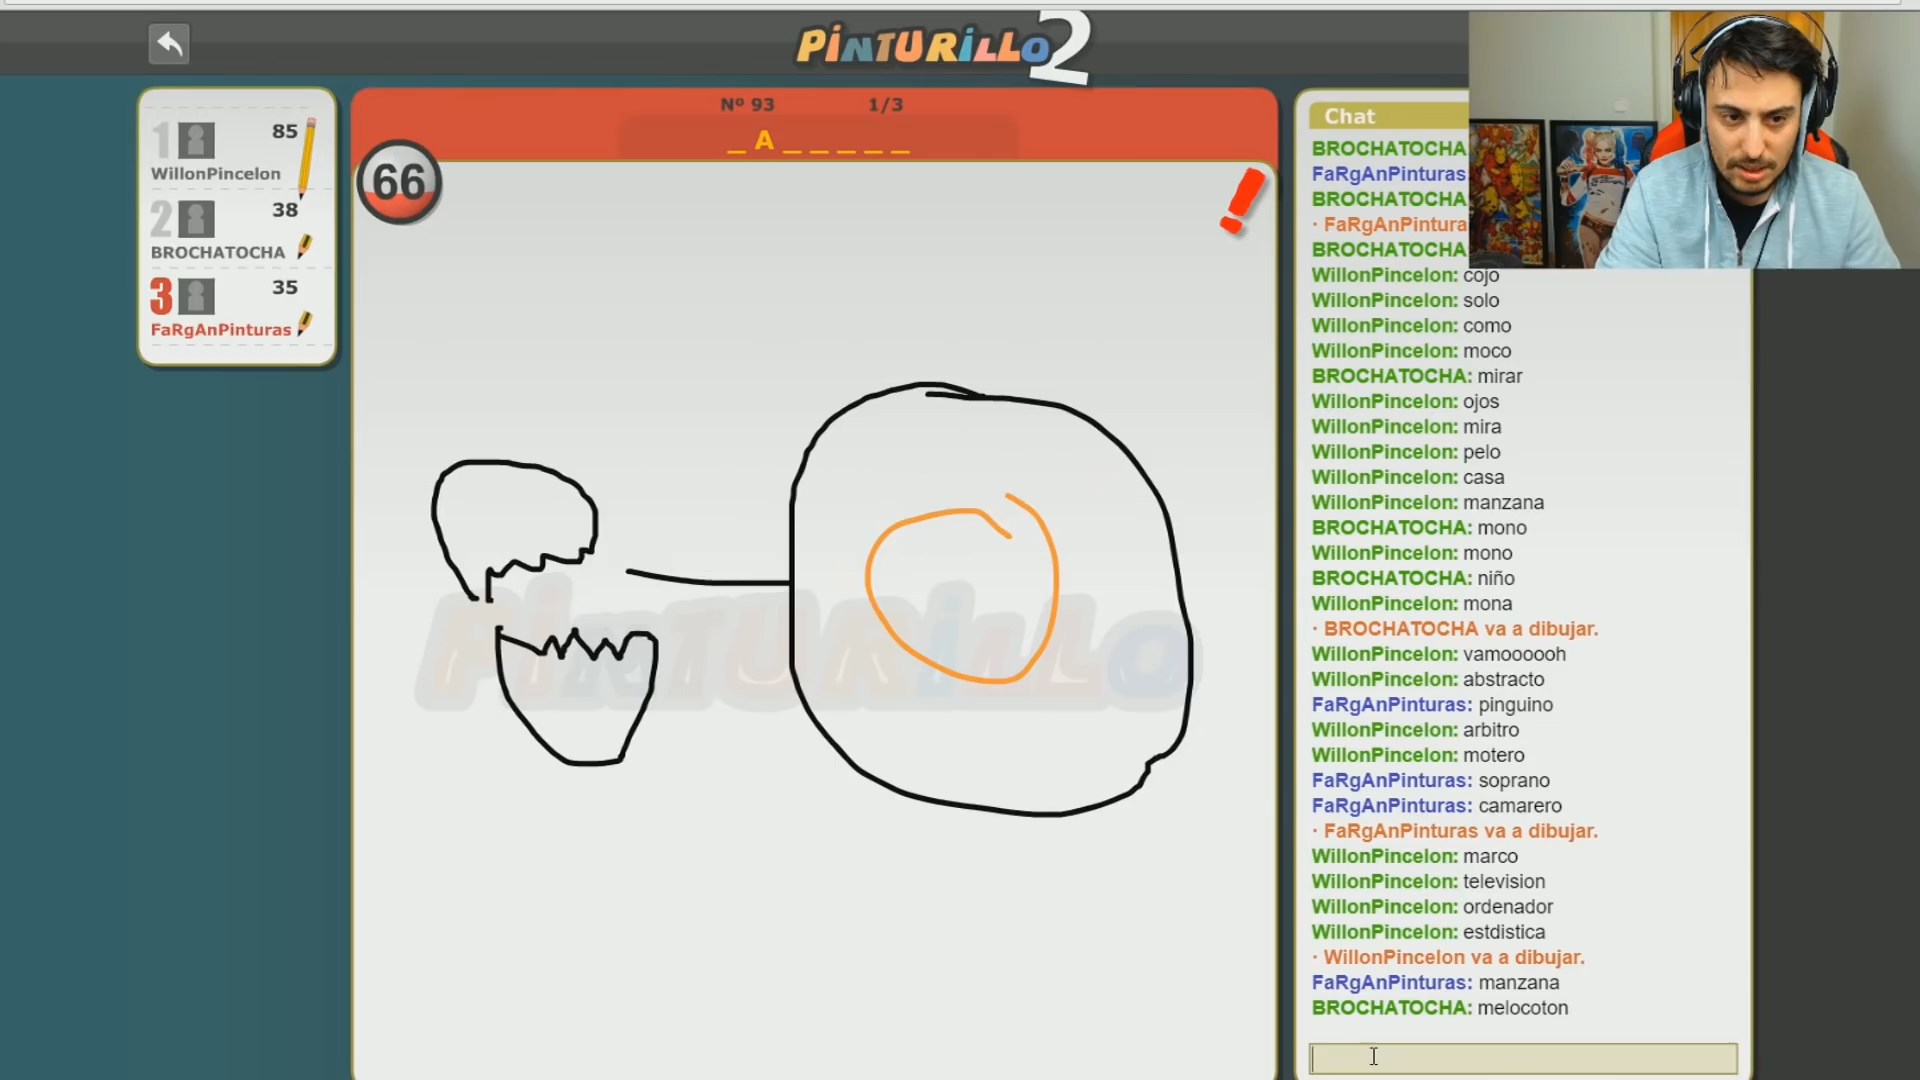 PINTURILLO 2
Nº 93 1/3
_ A _ _ _ _ _
66
1 85
WillonPincelon
2 38
BROCHATOCHA
3 35
FaRgAnPinturas
PINTURILLO
Chat
BROCHATOCHA
FaRgAnPinturas
BROCHATOCHA
· FaRgAnPintura
BROCHATOCHA
WillonPincelon: cojo
WillonPincelon: solo
WillonPincelon: como
WillonPincelon: moco
BROCHATOCHA: mirar
WillonPincelon: ojos
WillonPincelon: mira
WillonPincelon: pelo
WillonPincelon: casa
WillonPincelon: manzana
BROCHATOCHA: mono
WillonPincelon: mono
BROCHATOCHA: niño
WillonPincelon: mona
· BROCHATOCHA va a dibujar.
WillonPincelon: vamoooooh
WillonPincelon: abstracto
FaRgAnPinturas: pinguino
WillonPincelon: arbitro
WillonPincelon: motero
FaRgAnPinturas: soprano
FaRgAnPinturas: camarero
· FaRgAnPinturas va a dibujar.
WillonPincelon: marco
WillonPincelon: television
WillonPincelon: ordenador
WillonPincelon: estdistica
· WillonPincelon va a dibujar.
FaRgAnPinturas: manzana
BROCHATOCHA: melocoton